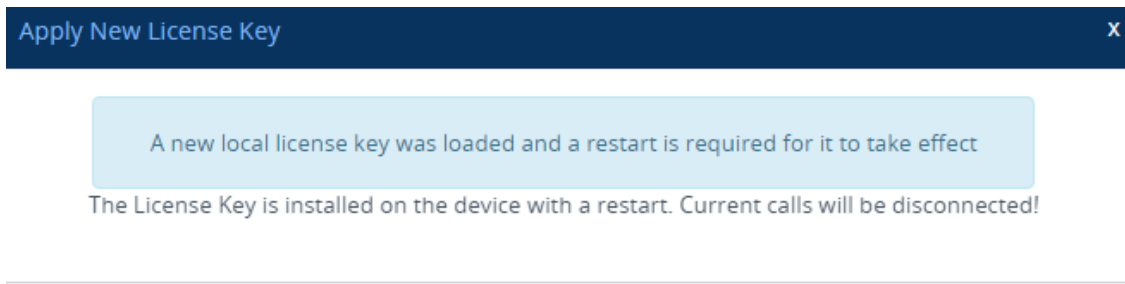 Apply New License Key
X
A new local license key was loaded and a restart is required for it to take effect
The License Key is installed on the device with a restart. Current calls will be disconnected!